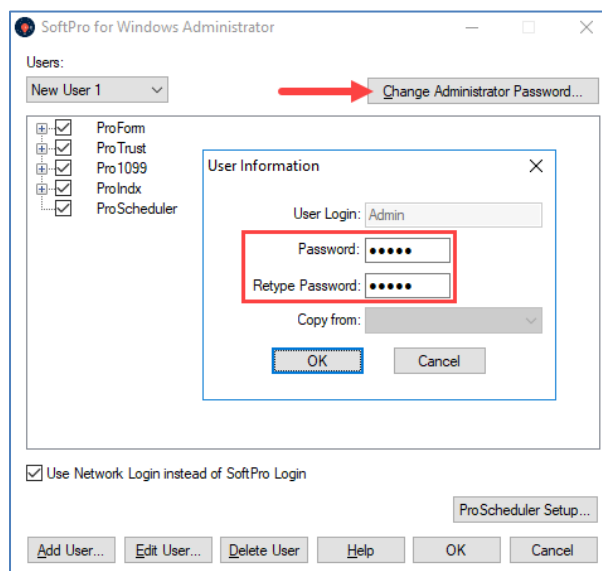 SoftPro for Windows Administrator
Users:
New User 1
Change Administrator Password...
ProForm
ProTrust
Pro1099
ProIndx
ProScheduler
User Information
User Login: Admin
Password: •••••
Retype Password: •••••
Copy from:
OK Cancel
Use Network Login instead of SoftPro Login
ProScheduler Setup...
Add User... Edit User... Delete User Help OK Cancel